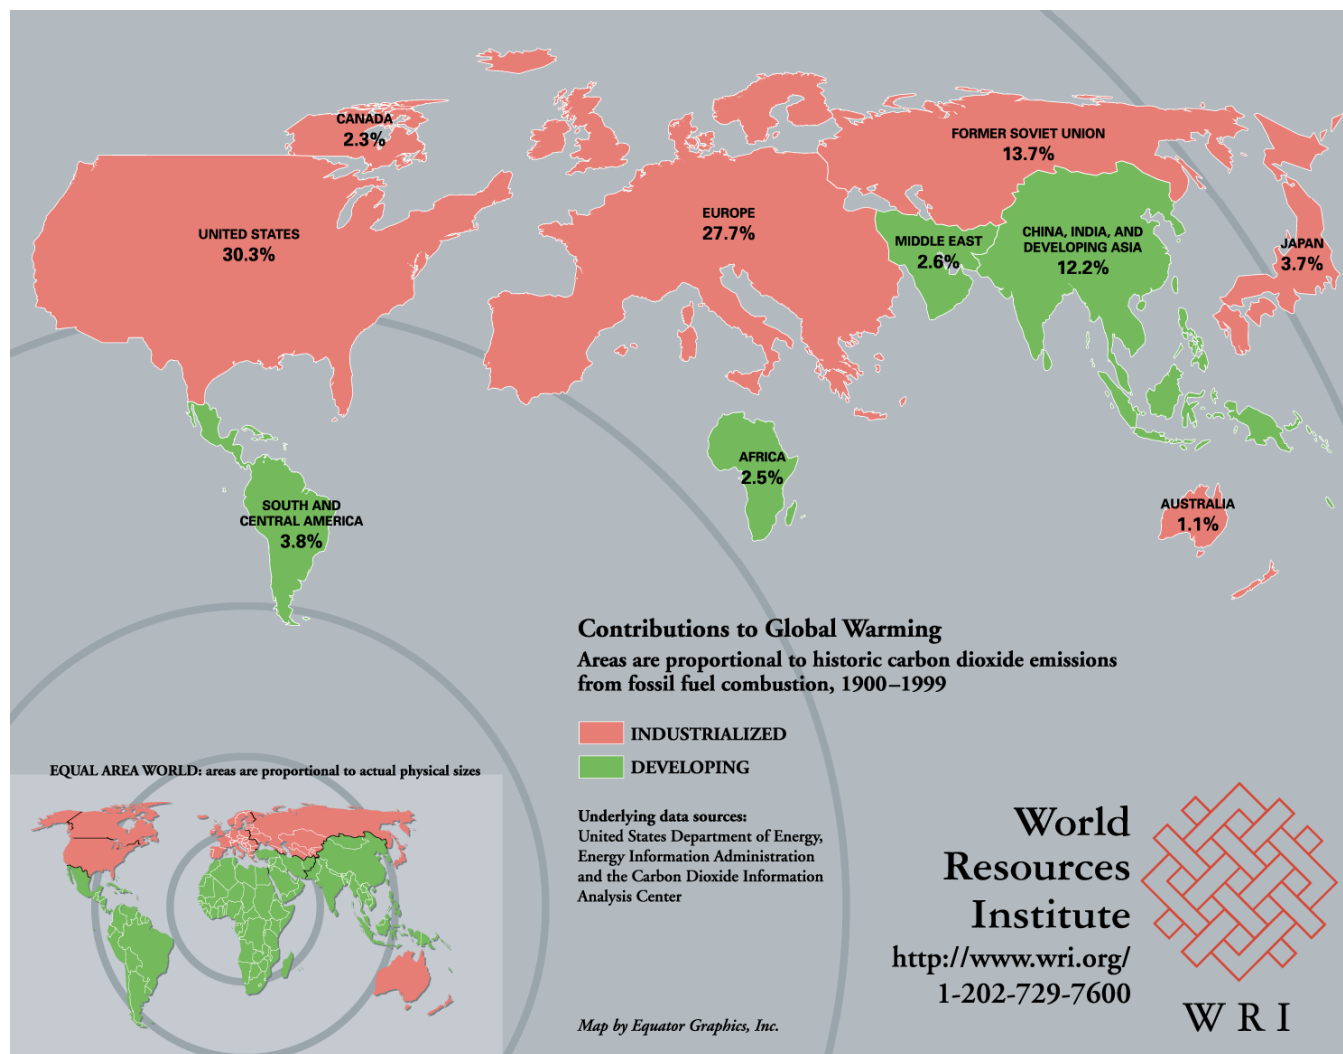 CANADA
2.3%
UNITED STATES
30.3%
EUROPE
27.7%
FORMER SOVIET UNION
13.7%
MIDDLE EAST
2.6%
CHINA, INDIA, AND
DEVELOPING ASIA
12.2%
JAPAN
3.7%
SOUTH AND
CENTRAL AMERICA
3.8%
AFRICA
2.5%
AUSTRALIA
1.1%
Contributions to Global Warming
Areas are proportional to historic carbon dioxide emissions
from fossil fuel combustion, 1900–1999
INDUSTRIALIZED
DEVELOPING
EQUAL AREA WORLD: areas are proportional to actual physical sizes
Underlying data sources:
United States Department of Energy,
Energy Information Administration
and the Carbon Dioxide Information
Analysis Center
Map by Equator Graphics, Inc.
World
Resources
Institute
http://www.wri.org/
1-202-729-7600
W R I